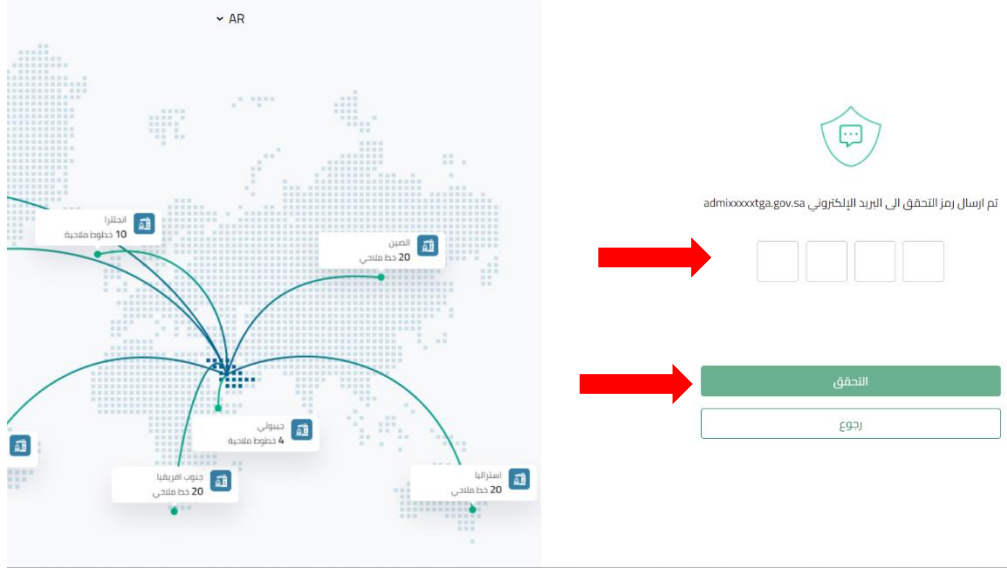 AR
تم ارسال رمز التحقق الى البريد الإلكتروني admixxxxxtga.gov.sa
التحقق
رجوع
انجلترا
10 خطوط ملاحية
الصين
20 خط ملاحي
جيبوتي
4 خطوط ملاحية
جنوب افريقيا
20 خط ملاحي
استراليا
20 خط ملاحي